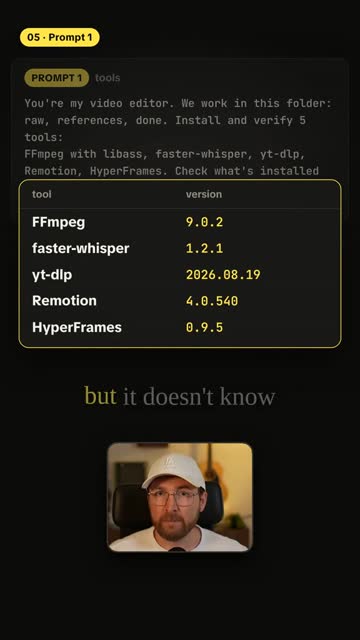 05 · Prompt 1
PROMPT 1 tools
You're my video editor. We work in this folder:
raw, references, done. Install and verify 5
tools:
FFmpeg with libass, faster-whisper, yt-dlp,
Remotion, HyperFrames. Check what's installed
tool version
FFmpeg 9.0.2
faster-whisper 1.2.1
yt-dlp 2026.08.19
Remotion 4.0.540
HyperFrames 0.9.5
but it doesn't know